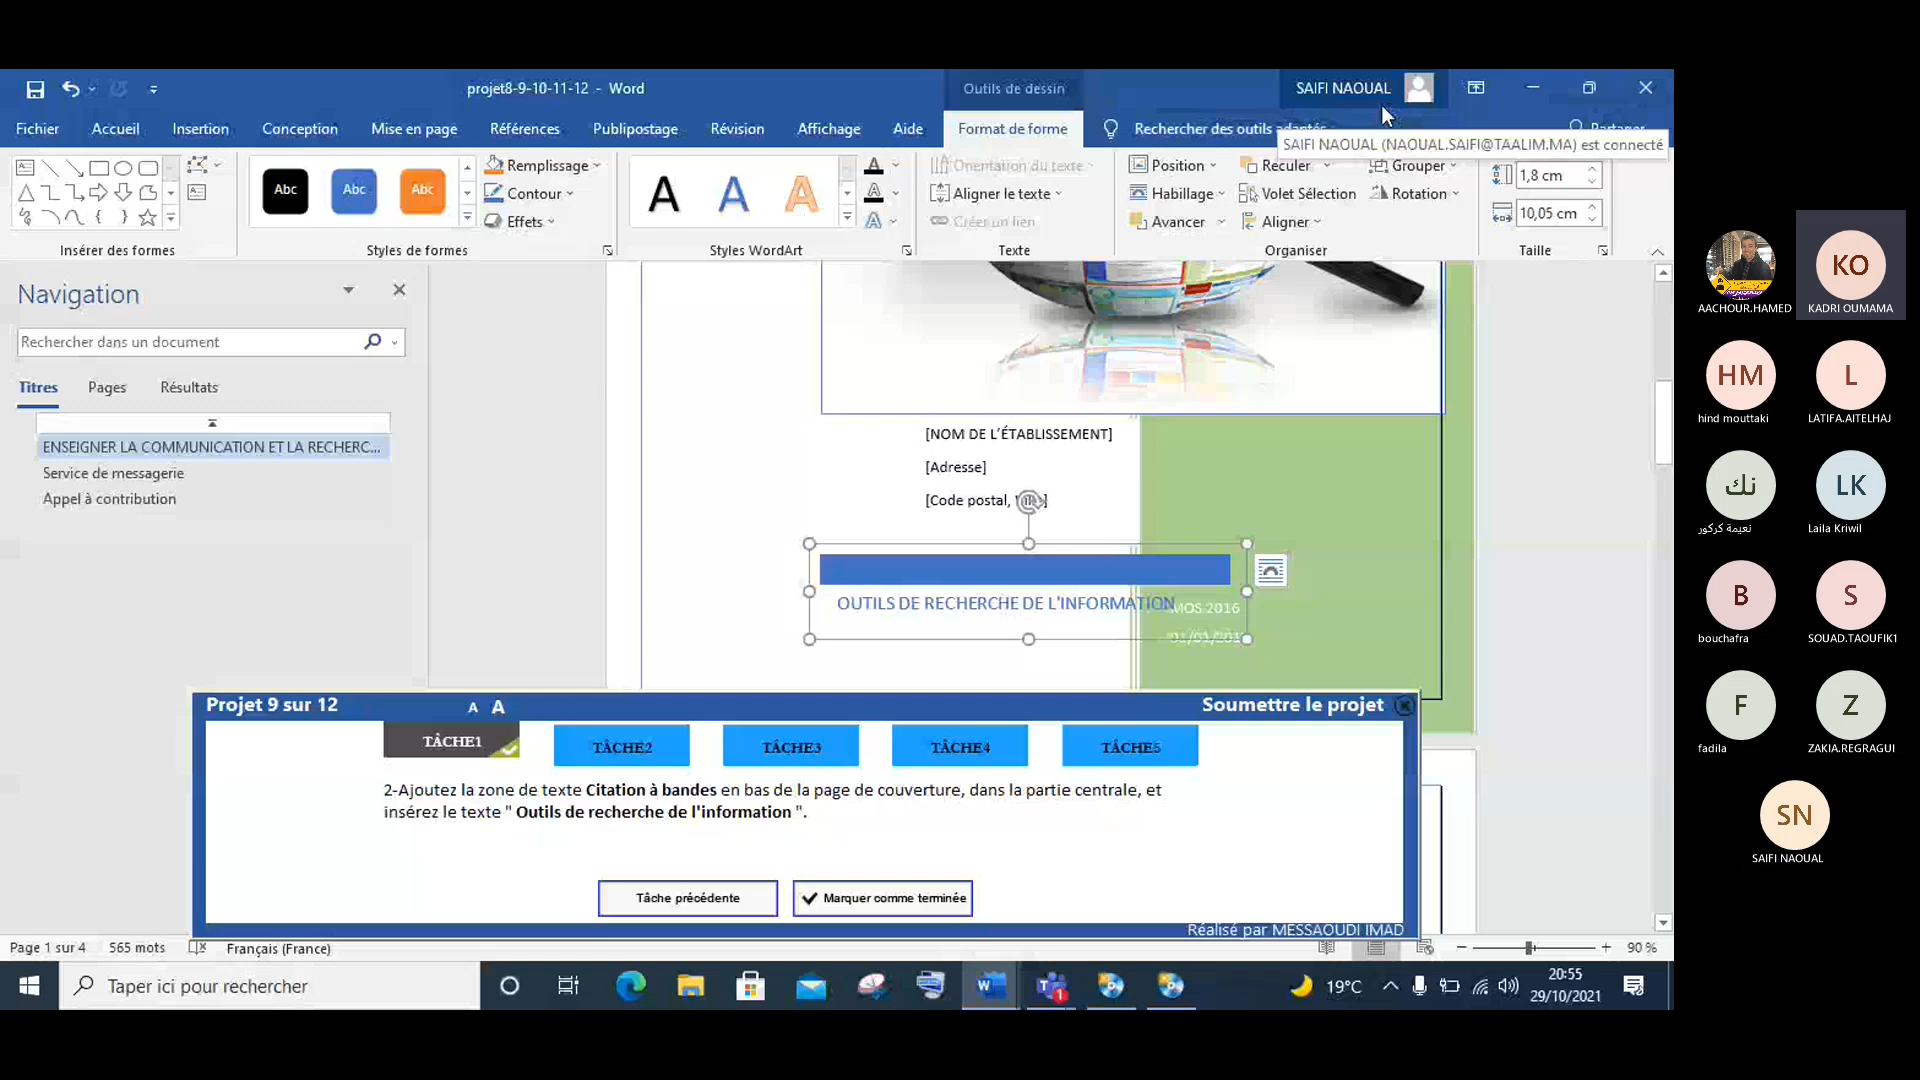 projet8-9-10-11-12 - Word
Outils de dessin
SAIFI NAOUAL
Fichier
Accueil
Insertion
Conception
Mise en page
Références
Publipostage
Révision
Affichage
Aide
Format de forme
Rechercher des outils adaptés
Partager
SAIFI NAOUAL (NAOUAL.SAIFI@TAALIM.MA) est connecté
Abc
Abc
Abc
Remplissage
Contour
Effets
A
A
A
A
A
A
Orientation du texte
Aligner le texte
Créer un lien
Position
Habillage
Avancer
Reculer
Volet Sélection
Aligner
Grouper
Rotation
1,8 cm
10,05 cm
Insérer des formes
Styles de formes
Styles WordArt
Texte
Organiser
Taille
Navigation
Rechercher dans un document
Titres
Pages
Résultats
ENSEIGNER LA COMMUNICATION ET LA RECHERC...
Service de messagerie
Appel à contribution
[NOM DE L'ÉTABLISSEMENT]
[Adresse]
[Code postal,
OUTILS DE RECHERCHE DE L'INFORMATION
MOS 2016
Projet 9 sur 12
A A
Soumettre le projet
TÂCHE1
TÂCHE2
TÂCHE3
TÂCHE4
TÂCHE5
2-Ajoutez la zone de texte Citation à bandes en bas de la page de couverture, dans la partie centrale, et
insérez le texte " Outils de recherche de l'information ".
Tâche précédente
Marquer comme terminée
Réalisé par MESSAOUDI IMAD
Page 1 sur 4
565 mots
Français (France)
90 %
Taper ici pour rechercher
W
T
1
19°C
20:55
29/10/2021
AACHOUR.HAMED
KO
KADRI OUMAMA
HM
hind mouttaki
L
LATIFA.AITELHAJ
نك
نعيمة كركور
LK
Laila Kriwil
B
bouchafra
S
SOUAD.TAOUFIK1
F
fadila
Z
ZAKIA.REGRAGUI
SN
SAIFI NAOUAL